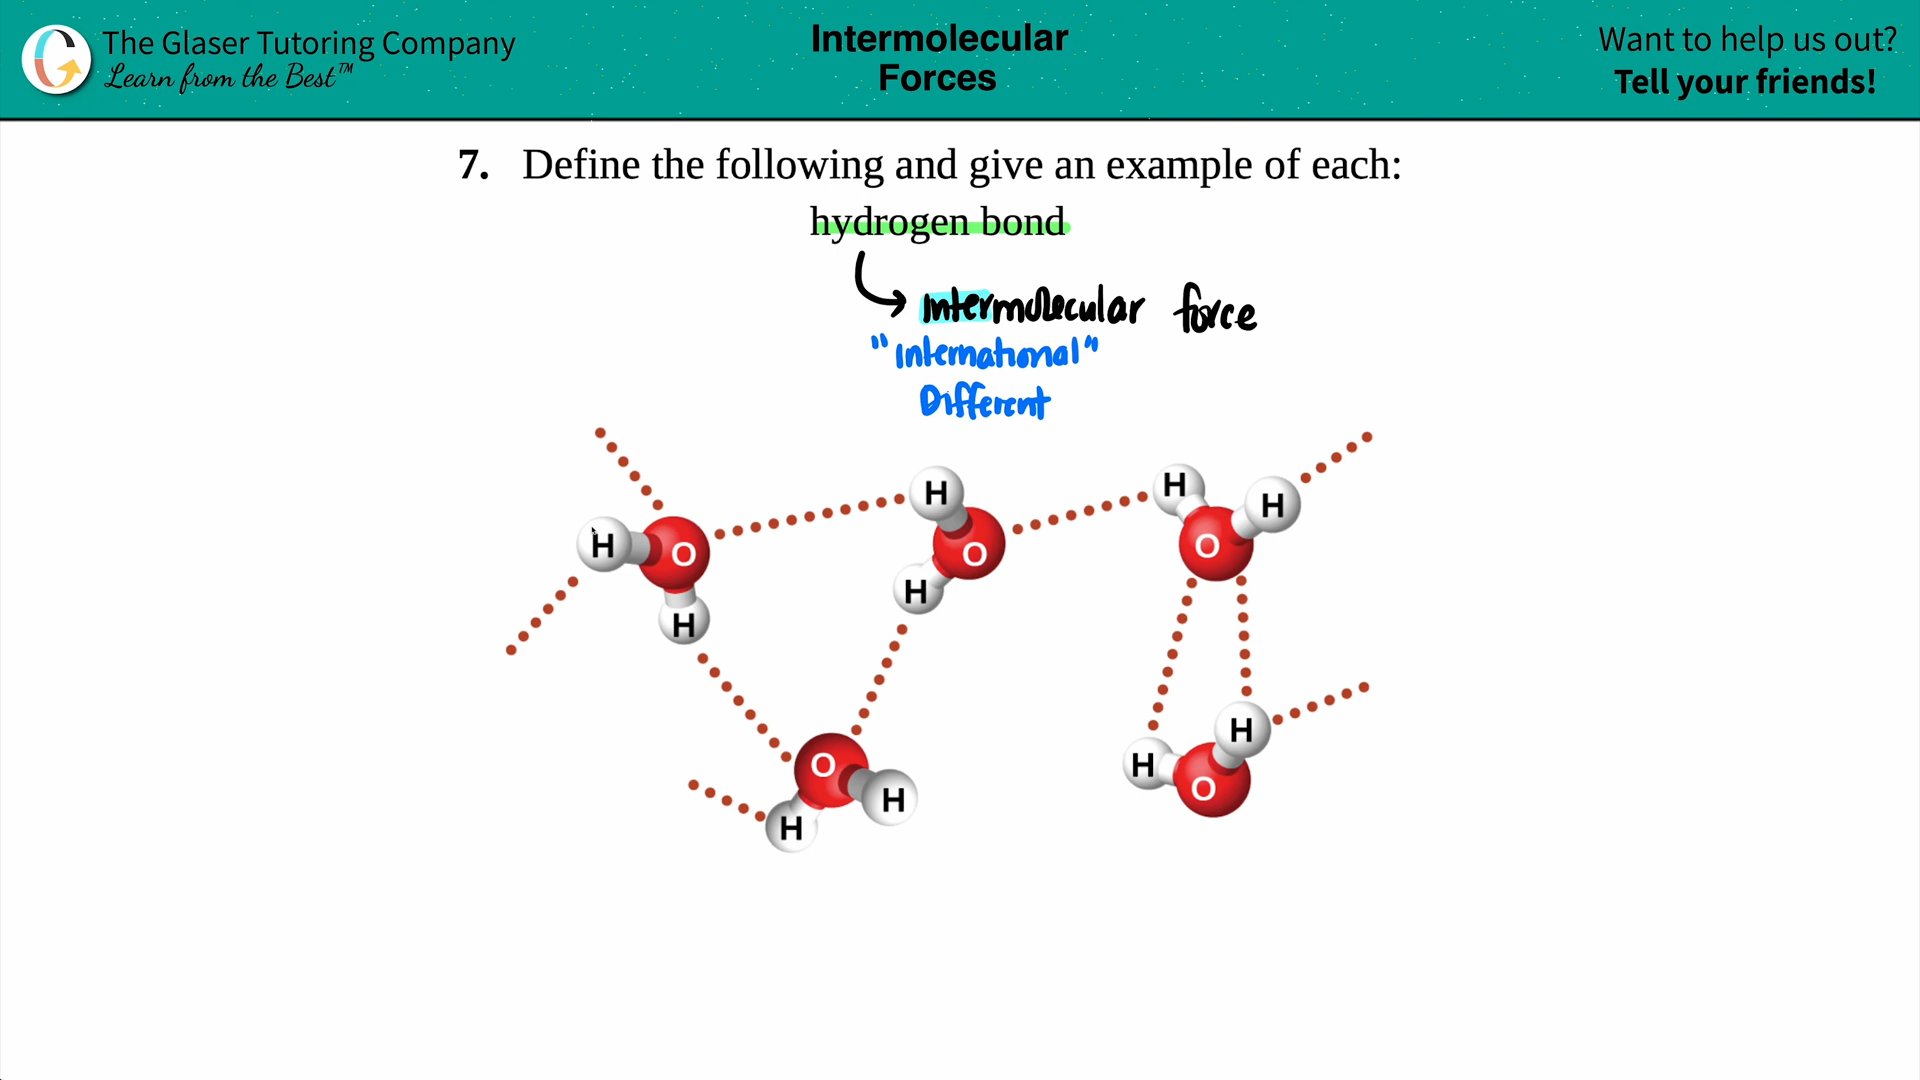 The Glaser Tutoring Company
Learn from the Best™
Intermolecular
Forces
Want to help us out?
Tell your friends!
7. Define the following and give an example of each:
hydrogen bond
Intermolecular force
"International"
Different
H
H
H
H
O
O
O
H
H
H
O
H
H
O
H
H